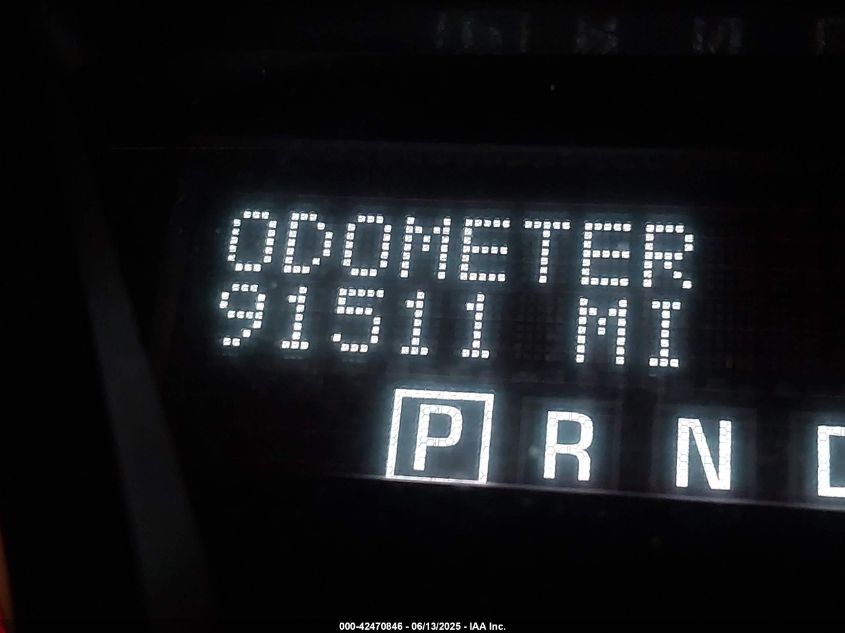 ODOMETER
91511 MI
P R N D
000-42470846 - 06/13/2025 - IAA Inc.